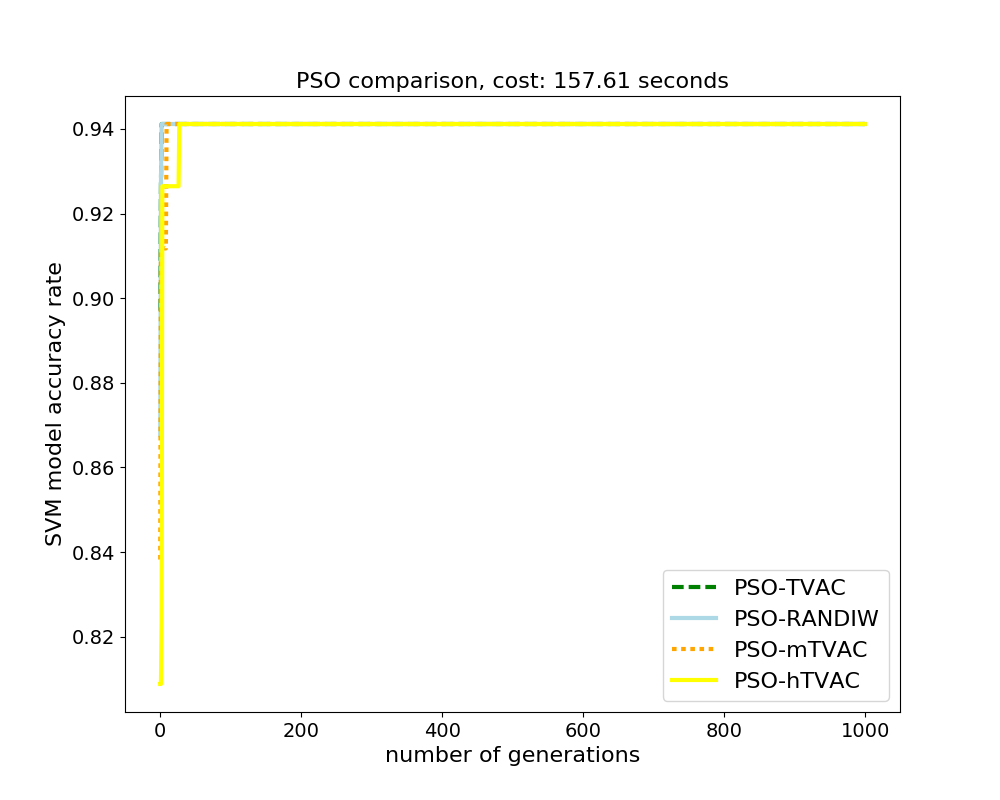 PSO comparison, cost: 157.61 seconds
0.94
0.92
0.90
0.88
0.86
0.84
0.82
SVM model accuracy rate
PSO-TVAC
PSO-RANDIW
PSO-mTVAC
PSO-hTVAC
0 200 400 600 800 1000
number of generations